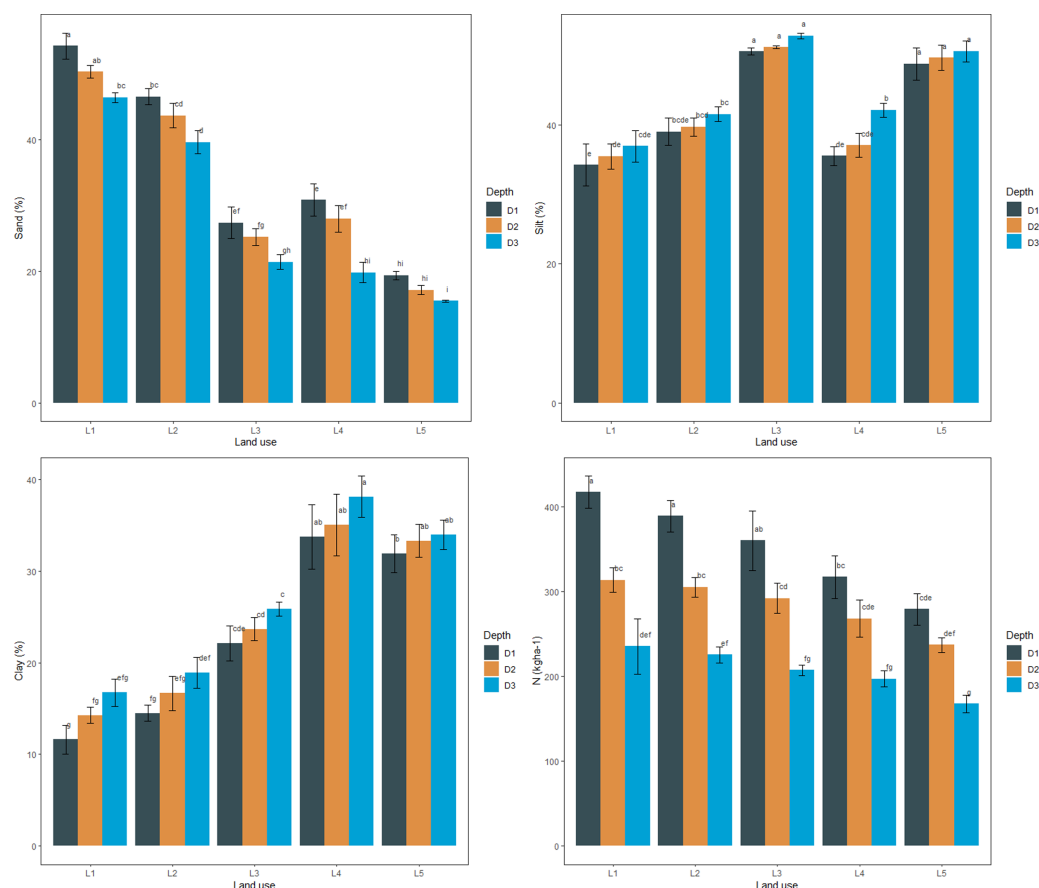 Sand (%)
40
20
0
a
ab
bc
bc
cd
d
ef
fg
gh
e
ef
hi
hi
hi
i
L1 L2 L3 L4 L5
Land use
Depth
D1
D2
D3
Silt (%)
40
20
0
e
de
cde
bcde
bcd
bc
a
a
a
de
cde
b
a
a
a
L1 L2 L3 L4 L5
Land use
Depth
D1
D2
D3
Clay (%)
40
30
20
10
0
g
fg
efg
fg
efg
def
cde
cd
c
ab
ab
a
b
ab
ab
L1 L2 L3 L4 L5
Land use
Depth
D1
D2
D3
N (kgha-1)
400
300
200
100
0
a
bc
def
a
bc
ef
ab
cd
fg
bc
cde
fg
cde
def
g
L1 L2 L3 L4 L5
Land use
Depth
D1
D2
D3